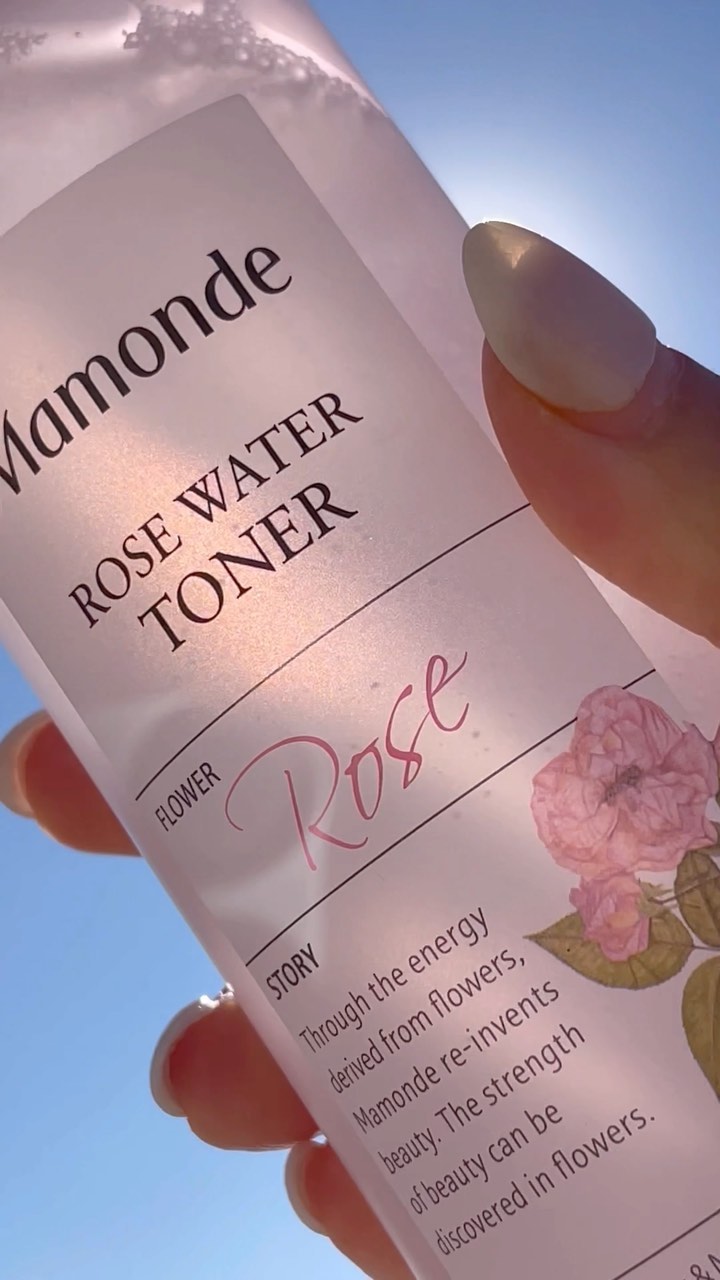 Mamonde
ROSE WATER
TONER
FLOWER
Rose
STORY
Through the energy
derived from flowers,
Mamonde re-invents
beauty. The strength
of beauty can be
discovered in flowers.